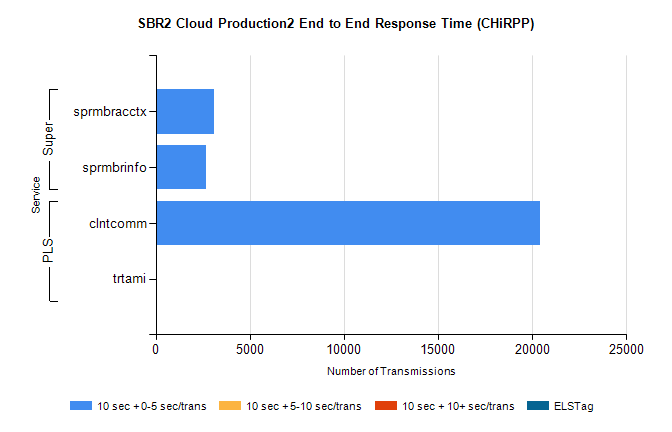 SBR2 Cloud Production2 End to End Response Time (CHiRPP)
Service
Super
sprmbracctx
sprmbrinfo
PLS
clntcomm
trtami
0 5000 10000 15000 20000 25000
Number of Transmissions
10 sec +0-5 sec/trans 10 sec +5-10 sec/trans 10 sec + 10+ sec/trans ELSTag